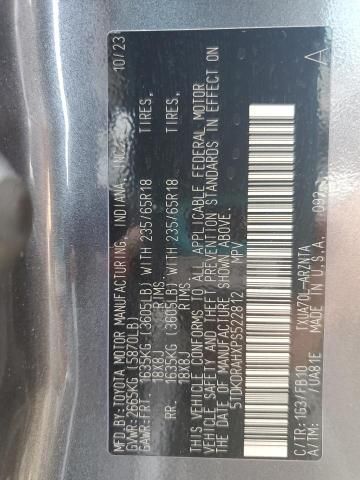 MFD.BY:TOYOTA MOTOR MANUFACTURING, INDIANA, INC. 10/23
GVWR:2665KG (5870LB)
GAWR:FRT. 1635KG (3605LB) WITH 235/65R18 TIRES,
18X8J RIMS
RR. 1635KG (3605LB) WITH 235/65R18 TIRES,
18X8J RIMS
THIS VEHICLE CONFORMS TO ALL APPLICABLE FEDERAL MOTOR
VEHICLE SAFETY AND THEFT PREVENTION STANDARDS IN EFFECT ON
THE DATE OF MANUFACTURE SHOWN ABOVE.
5TDKDRAHXPS522812 MPV
A
C/TR:1G3/FB10 TXUA70L-ARZNTA 002
A/TM: /UA81E MADE IN U.S.A.